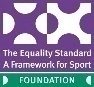 The Equality Standard
A Framework for Sport
FOUNDATION